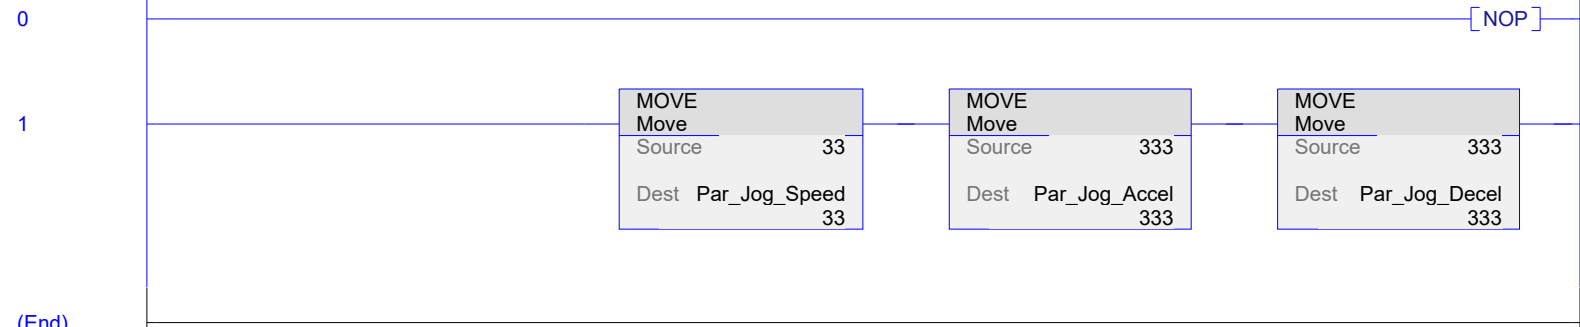 0
NOP
1
MOVE
Move
Source 33
Dest Par_Jog_Speed
33
MOVE
Move
Source 333
Dest Par_Jog_Accel
333
MOVE
Move
Source 333
Dest Par_Jog_Decel
333
(End)